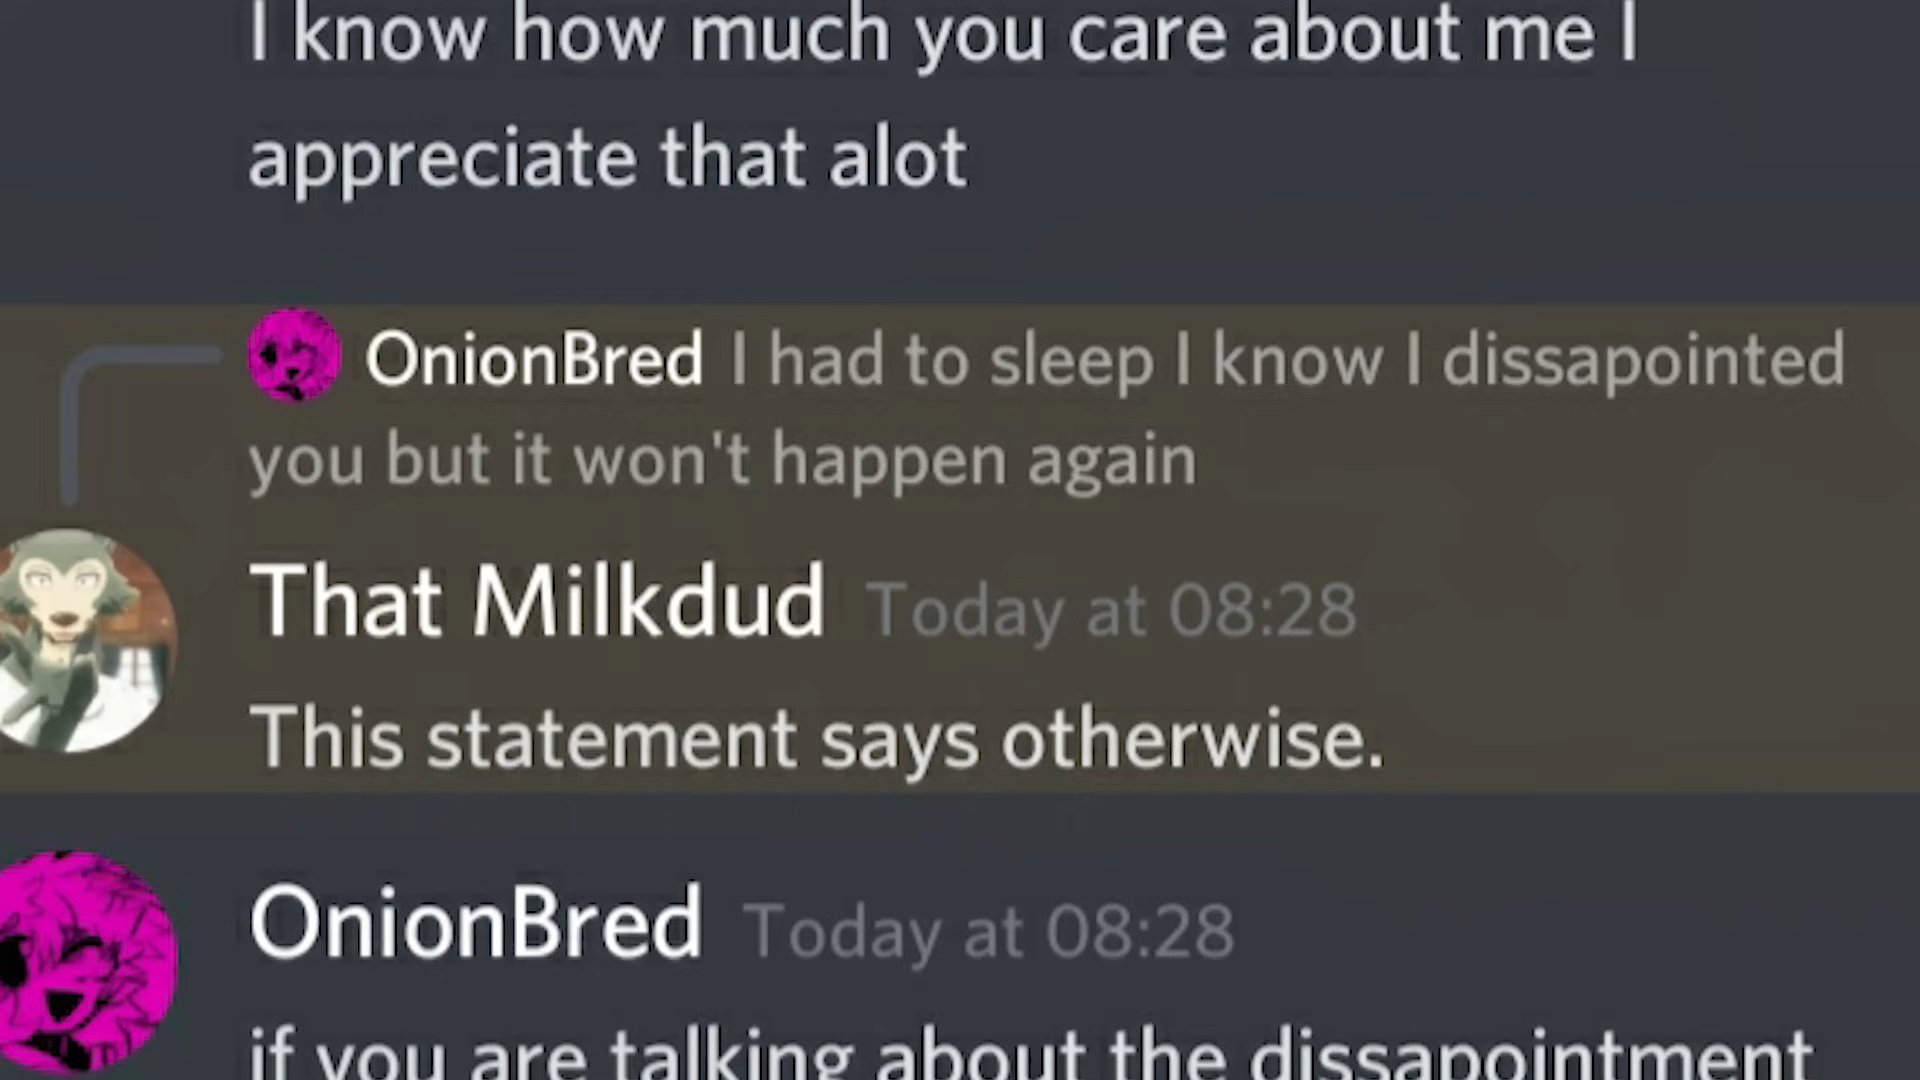 I know how much you care about me I
appreciate that alot
OnionBred I had to sleep I know I dissapointed
you but it won't happen again
That Milkdud Today at 08:28
This statement says otherwise.
OnionBred Today at 08:28
if you are talking about the dissapointment